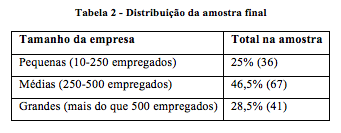 Tabela 2 - Distribuição da amostra final
Tamanho da empresa Total na amostra
Pequenas (10-250 empregados) 25% (36)
Médias (250-500 empregados) 46,5% (67)
Grandes (mais do que 500 empregados) 28,5% (41)